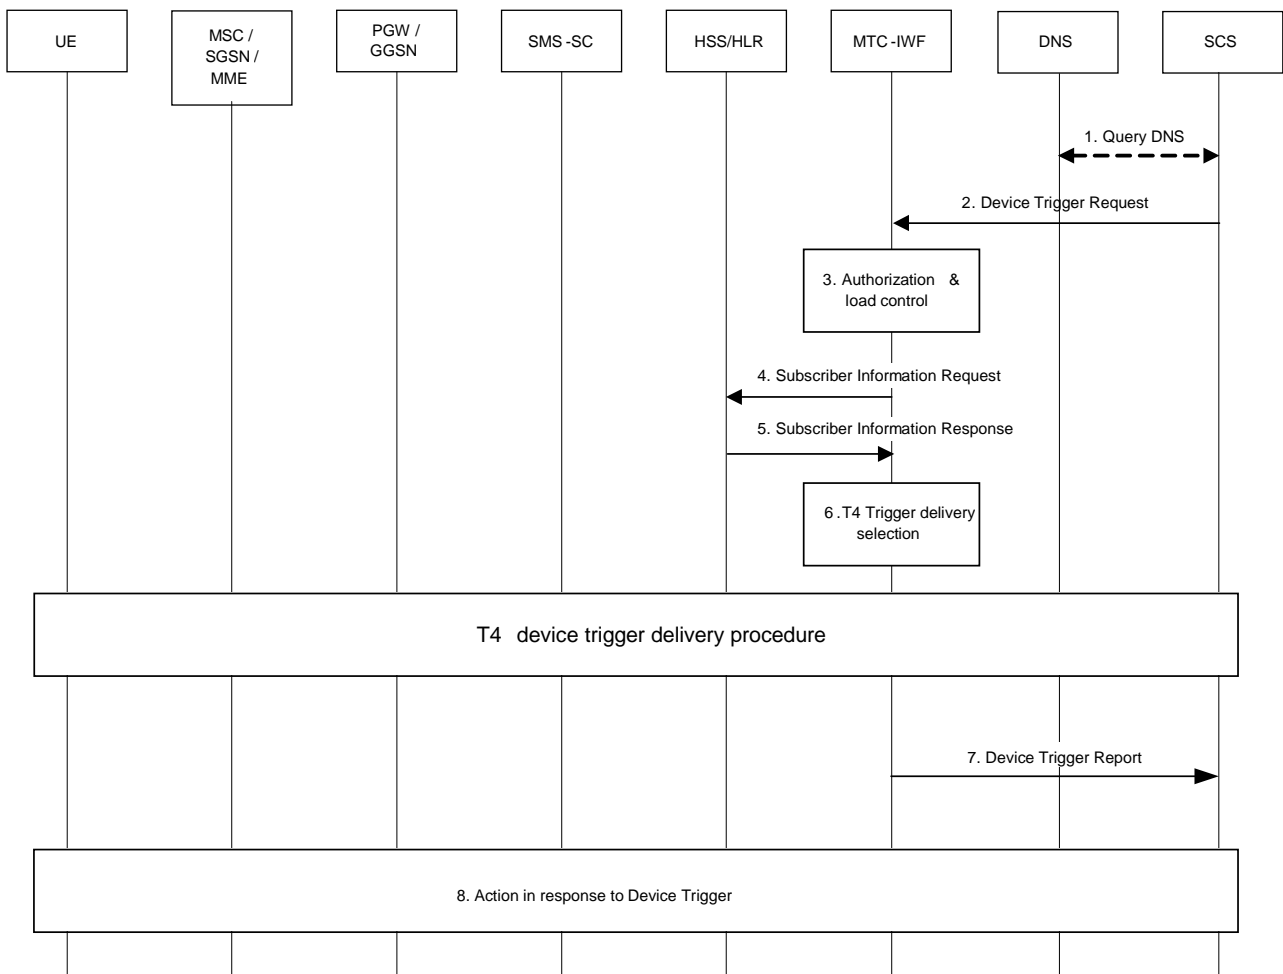 UE
MSC /
SGSN /
MME
PGW /
GGSN
SMS -SC
HSS/HLR
MTC -IWF
DNS
SCS
1. Query DNS
2. Device Trigger Request
3. Authorization &
load control
4. Subscriber Information Request
5. Subscriber Information Response
6 .T4 Trigger delivery
selection
T4 device trigger delivery procedure
7. Device Trigger Report
8. Action in response to Device Trigger